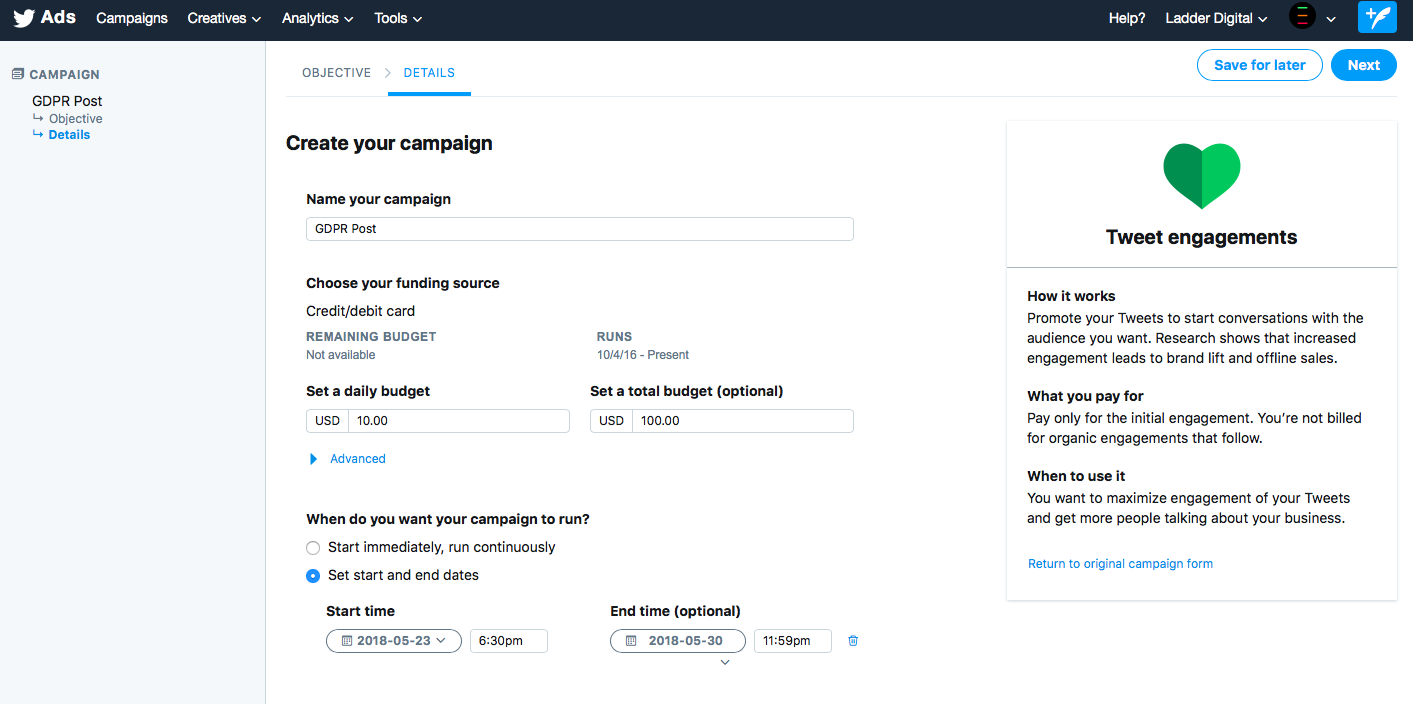 Ads Campaigns Creatives Analytics Tools Help? Ladder Digital
CAMPAIGN
GDPR Post
Objective
Details
OBJECTIVE DETAILS
Save for later Next
Create your campaign
Name your campaign
GDPR Post
Choose your funding source
Credit/debit card
REMAINING BUDGET RUNS
Not available 10/4/16 - Present
Set a daily budget Set a total budget (optional)
USD 10.00 USD 100.00
Advanced
When do you want your campaign to run?
Start immediately, run continuously
Set start and end dates
Start time End time (optional)
2018-05-23 6:30pm 2018-05-30 11:59pm
Tweet engagements
How it works
Promote your Tweets to start conversations with the
audience you want. Research shows that increased
engagement leads to brand lift and offline sales.
What you pay for
Pay only for the initial engagement. You’re not billed
for organic engagements that follow.
When to use it
You want to maximize engagement of your Tweets
and get more people talking about your business.
Return to original campaign form